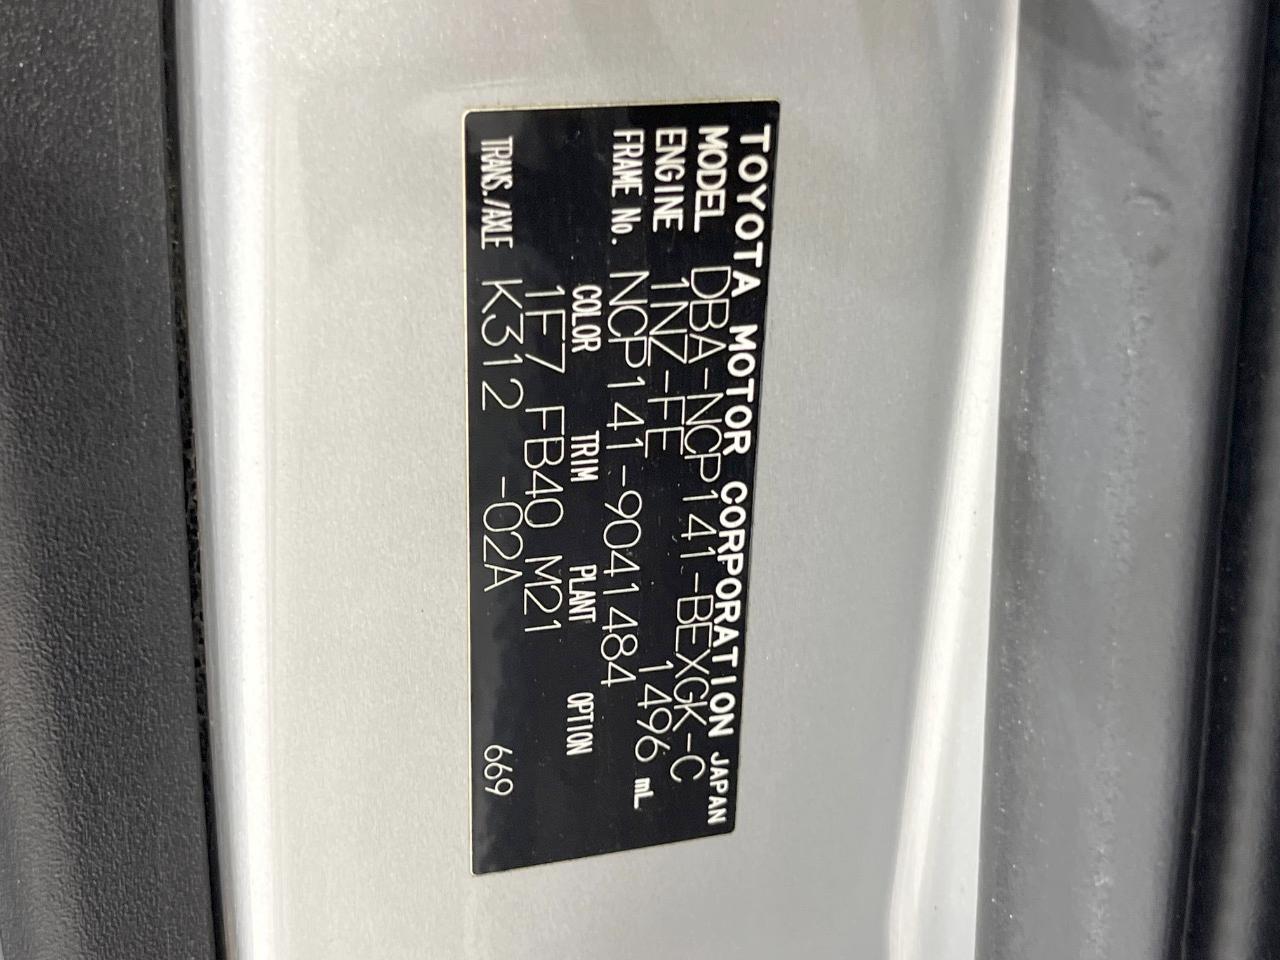 TOYOTA MOTOR CORPORATION JAPAN
MODEL DBA-NCP141-BEXGK-C
ENGINE 1NZ-FE 1496 mL
FRAME No. NCP141-9041484
COLOR TRIM PLANT OPTION
1F7 FB40 M21
TRANS./AXLE K312 -02A 669